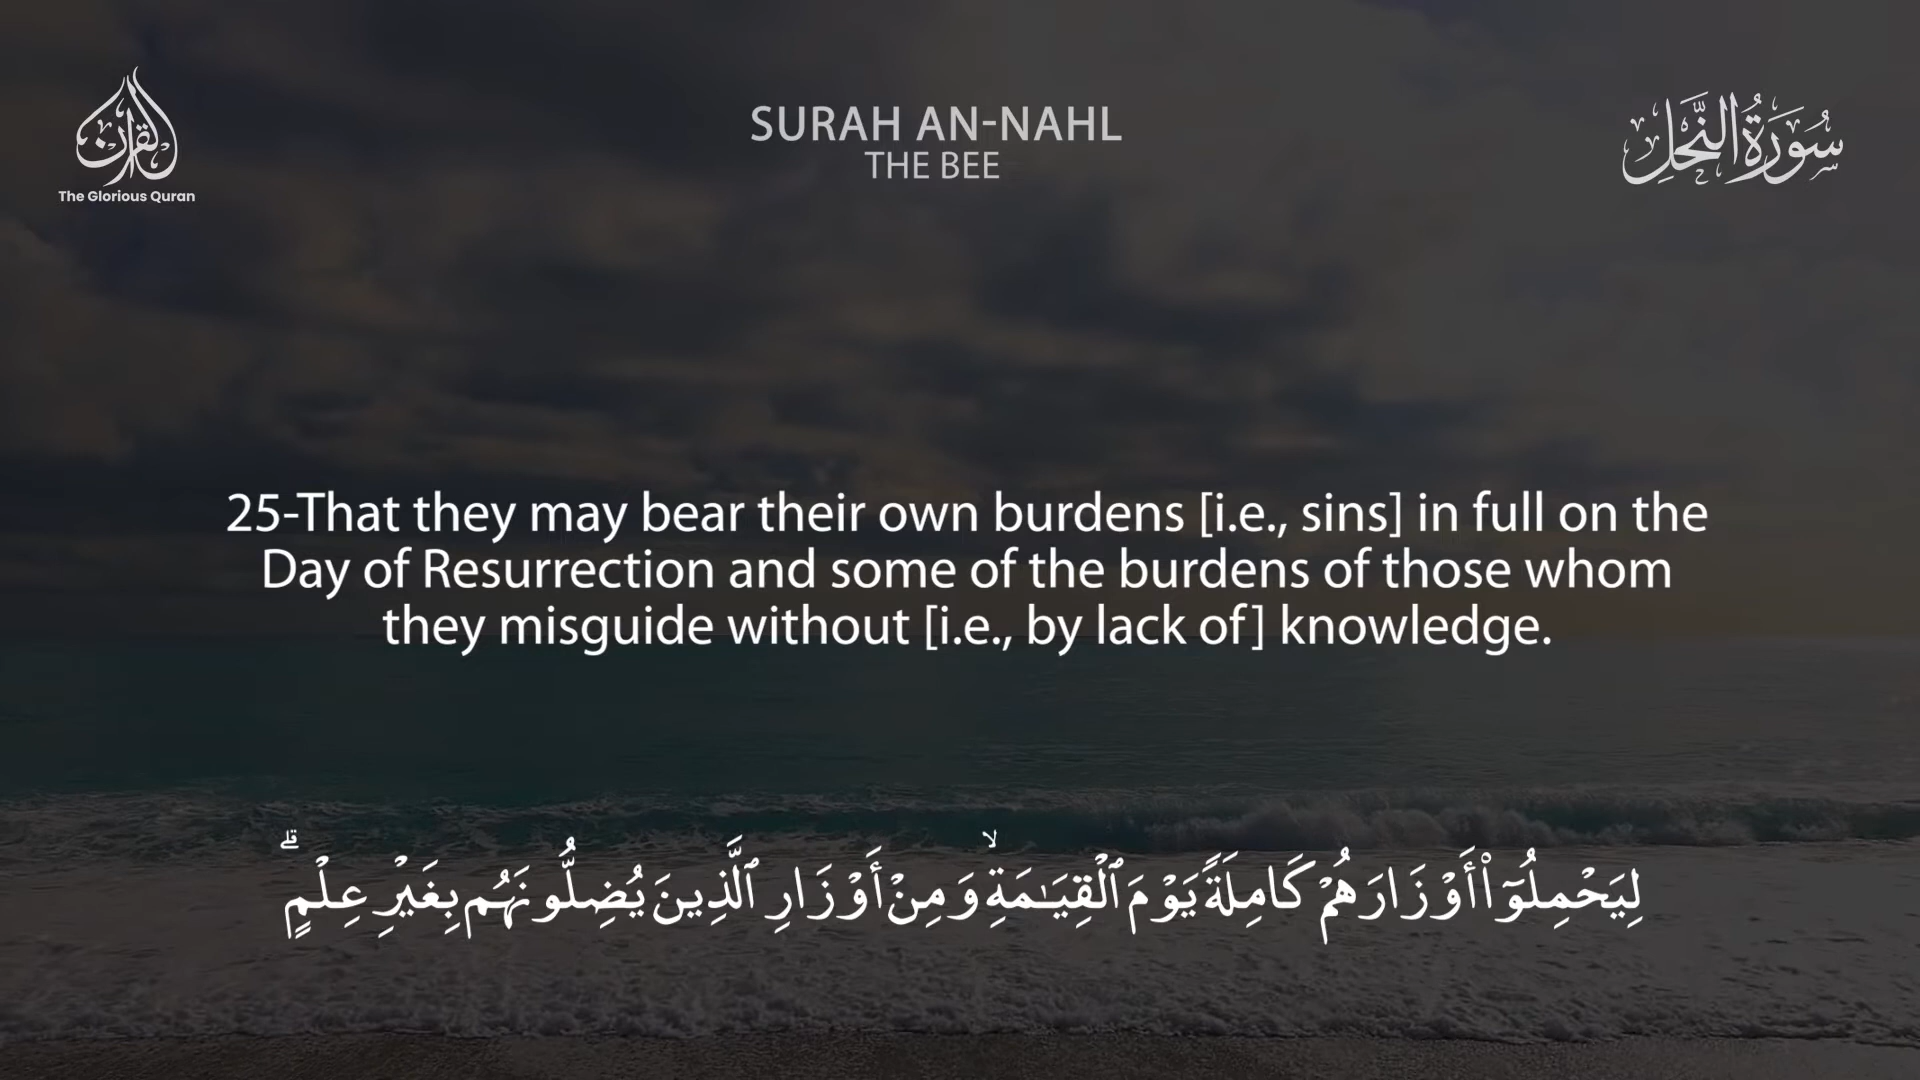 القرآن
The Glorious Quran
SURAH AN-NAHL
THE BEE
سُورَةُ النَّحْلِ
25-That they may bear their own burdens [i.e., sins] in full on the
Day of Resurrection and some of the burdens of those whom
they misguide without [i.e., by lack of] knowledge.
لِيَحْمِلُوٓا۟ أَوْزَارَهُمْ كَامِلَةً يَوْمَ ٱلْقِيَـٰمَةِ ۙ وَمِنْ أَوْزَارِ ٱلَّذِينَ يُضِلُّونَهُم بِغَيْرِ عِلْمٍ ۗ